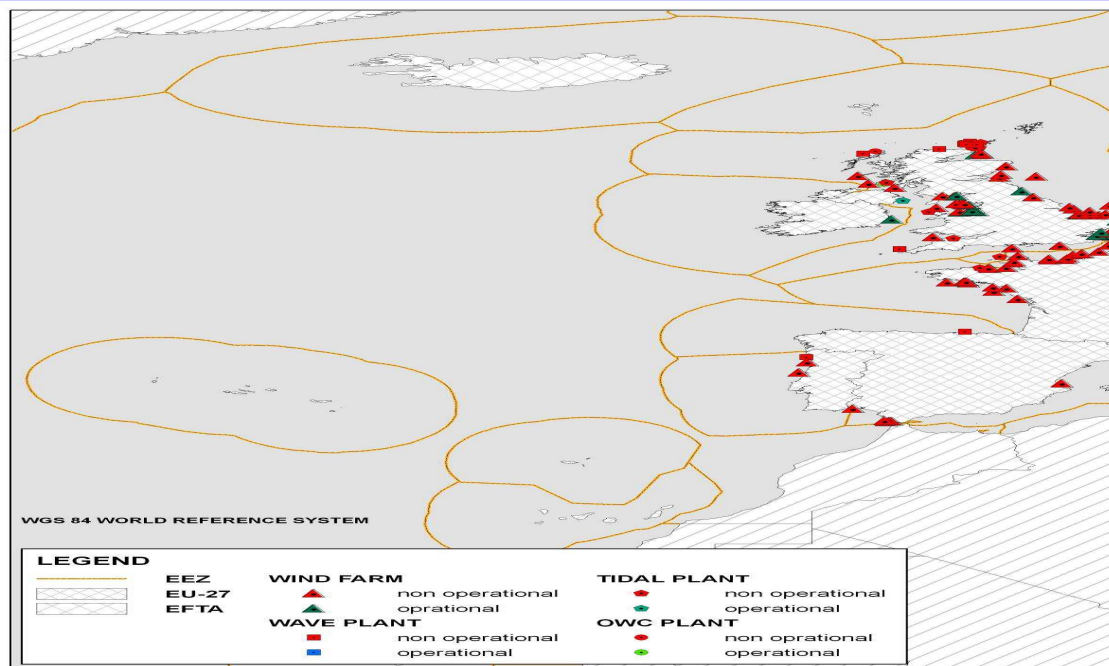 WGS 84 WORLD REFERENCE SYSTEM
LEGEND
EEZ
EU-27
EFTA
WIND FARM
non operational
oprational
WAVE PLANT
non operational
operational
TIDAL PLANT
non operational
operational
OWC PLANT
non oprational
operational